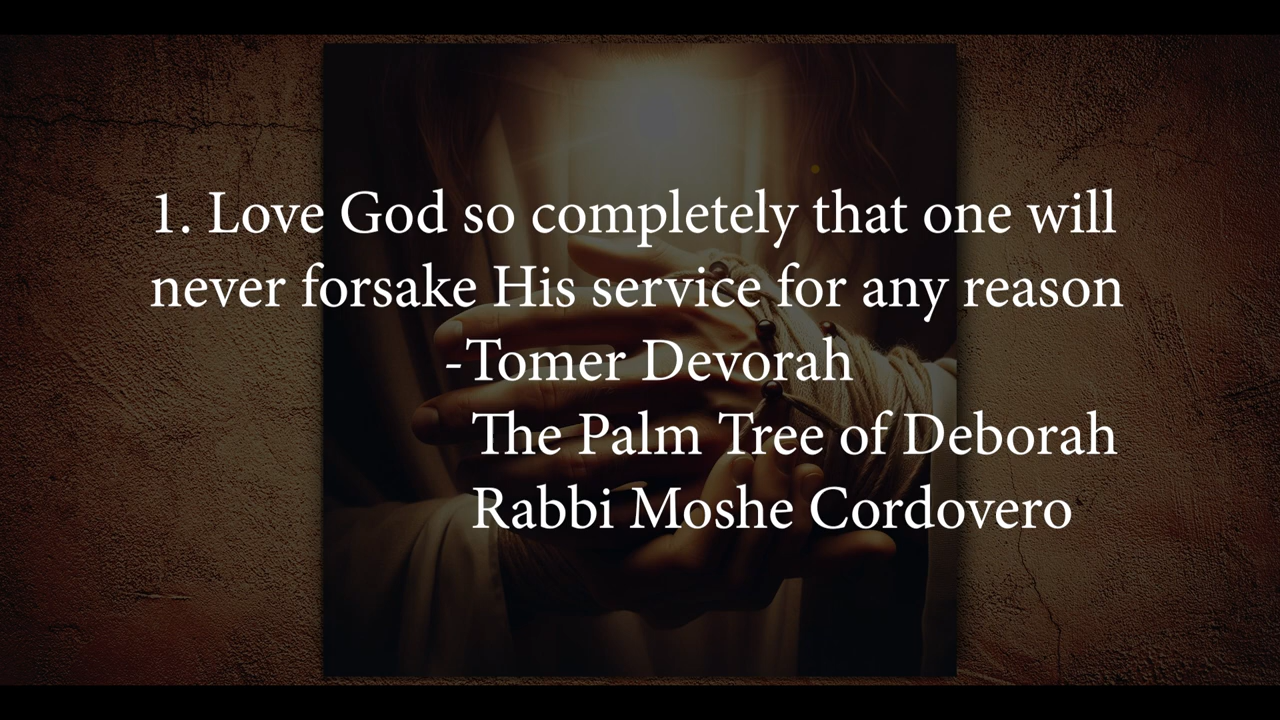 1. Love God so completely that one will
never forsake His service for any reason
-Tomer Devorah
The Palm Tree of Deborah
Rabbi Moshe Cordovero